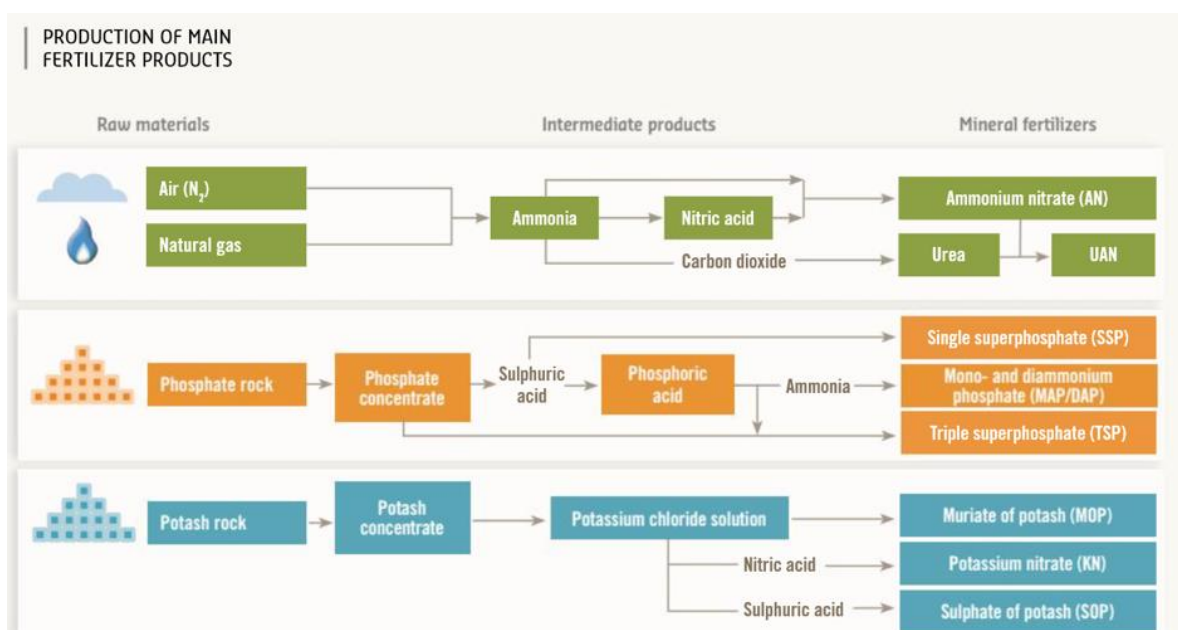 PRODUCTION OF MAIN
FERTILIZER PRODUCTS
Raw materials
Intermediate products
Mineral fertilizers
Air (N₂)
Natural gas
Ammonia
Nitric acid
Carbon dioxide
Ammonium nitrate (AN)
Urea
UAN
Phosphate rock
Phosphate
concentrate
Sulphuric
acid
Phosphoric
acid
Ammonia
Single superphosphate (SSP)
Mono- and diammonium
phosphate (MAP/DAP)
Triple superphosphate (TSP)
Potash rock
Potash
concentrate
Potassium chloride solution
Nitric acid
Sulphuric acid
Muriate of potash (MOP)
Potassium nitrate (KN)
Sulphate of potash (SOP)